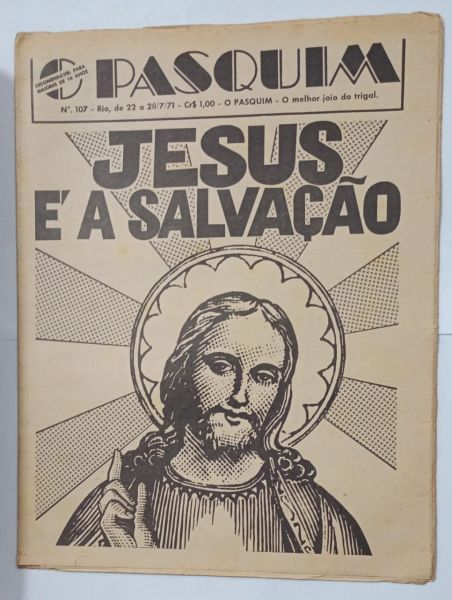 O PASQUIM
RECOMENDÁVEL PARA
MAIORES DE 18 ANOS
N°. 107 - Rio, de 22 a 28/7/71 - Cr$ 1,00 - O PASQUIM - O melhor joio do trigal.
JESUS
E' A SALVAÇÃO